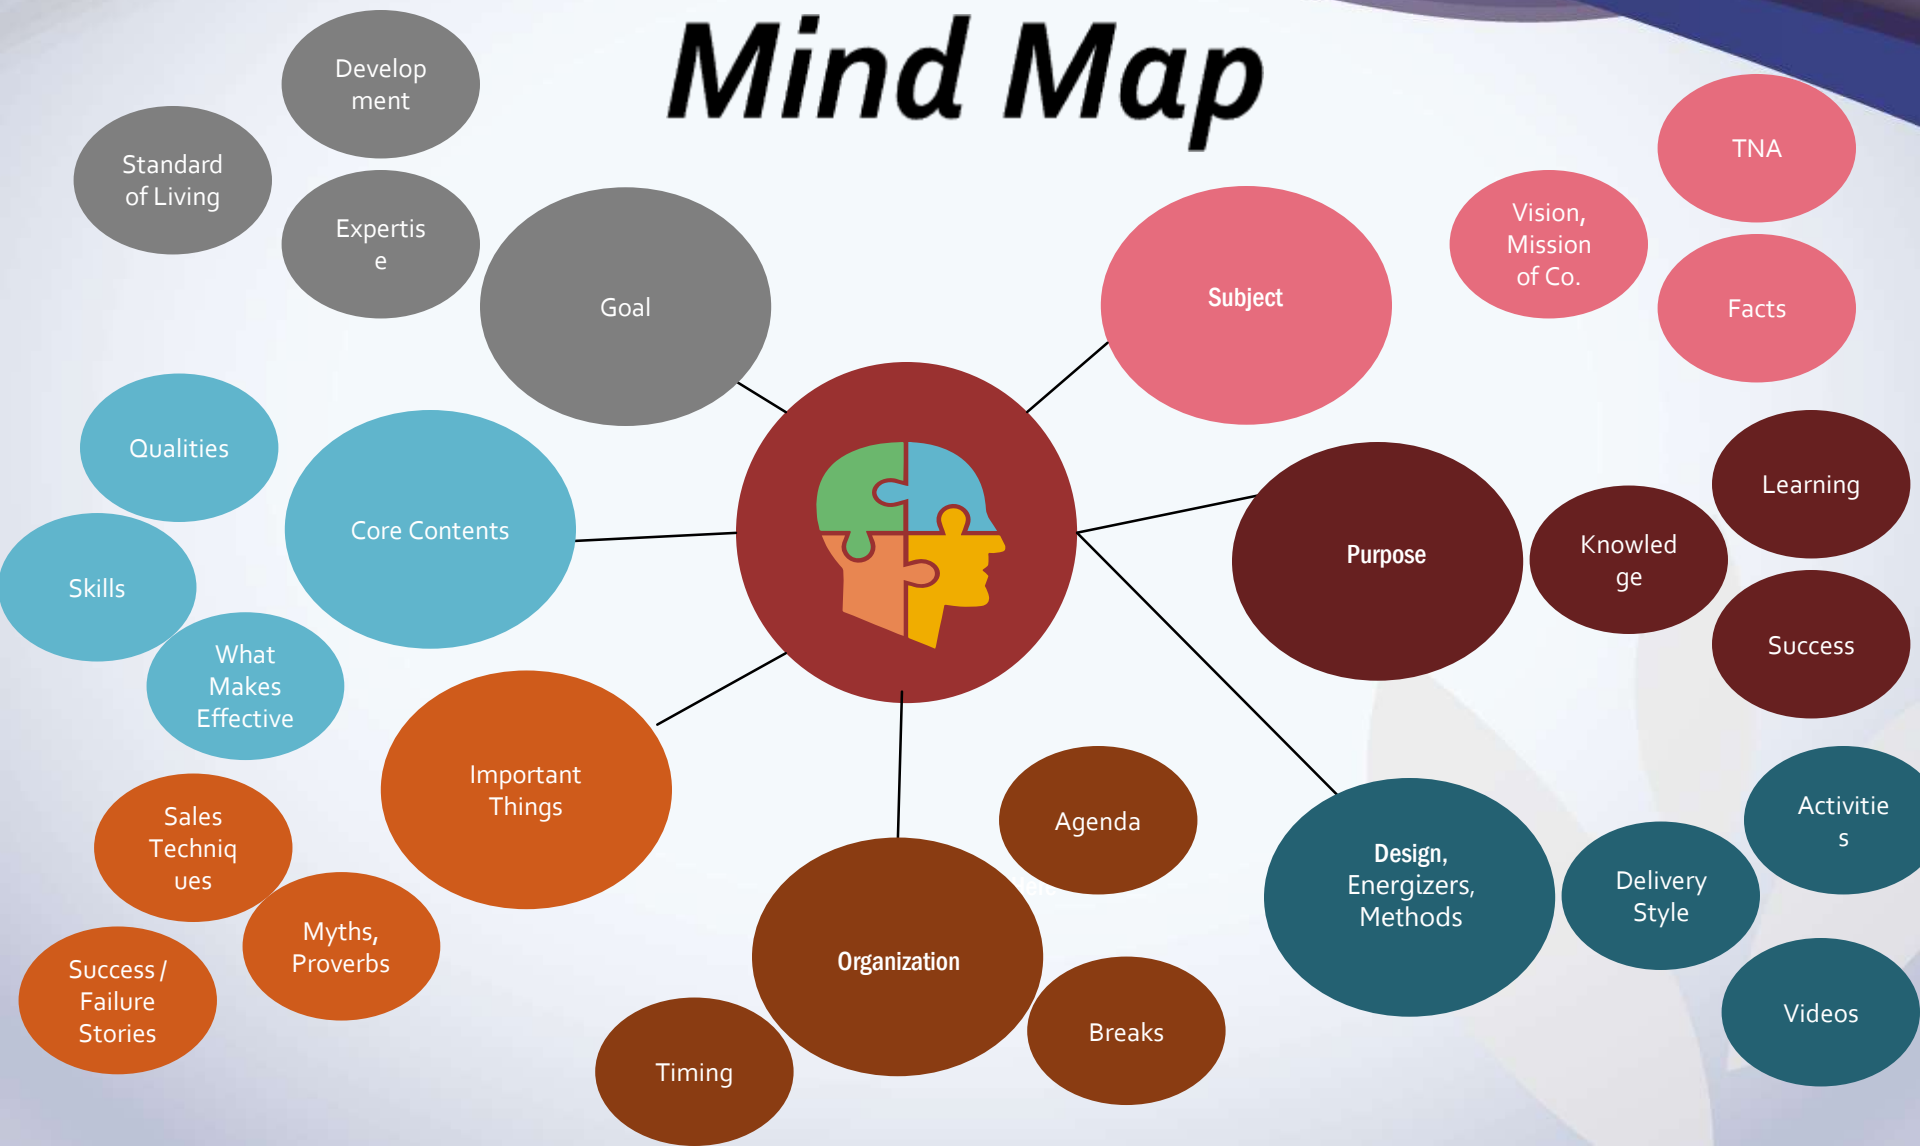 Mind Map
Develop
ment
Standard
of Living
Expertis
e
Goal
Subject
TNA
Vision,
Mission
of Co.
Facts
Qualities
Core Contents
Skills
What
Makes
Effective
Purpose
Learning
Knowled
ge
Success
Important
Things
Sales
Techniq
ues
Myths,
Proverbs
Success /
Failure
Stories
Organization
Agenda
Breaks
Timing
Design,
Energizers,
Methods
Delivery
Style
Activitie
s
Videos